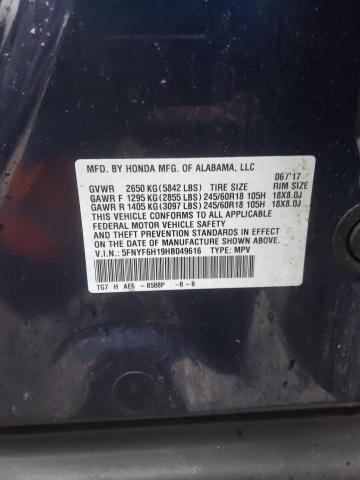 MFD. BY HONDA MFG. OF ALABAMA, LLC 06/'17
GVWR 2650 KG(5842 LBS) TIRE SIZE RIM SIZE
GAWR F 1295 KG(2855 LBS) 245/60R18 105H 18X8.0J
GAWR R 1405 KG(3097 LBS) 245/60R18 105H 18X8.0J
THIS VEHICLE CONFORMS TO ALL APPLICABLE
FEDERAL MOTOR VEHICLE SAFETY AND THEFT
PREVENTION STANDARDS IN EFFECT ON THE DATE
OF MANUFACTURE SHOWN ABOVE.
V.I.N.: 5FNYF6H19HB049616 TYPE: MPV
TG7 H AE6 -B588P -B-B